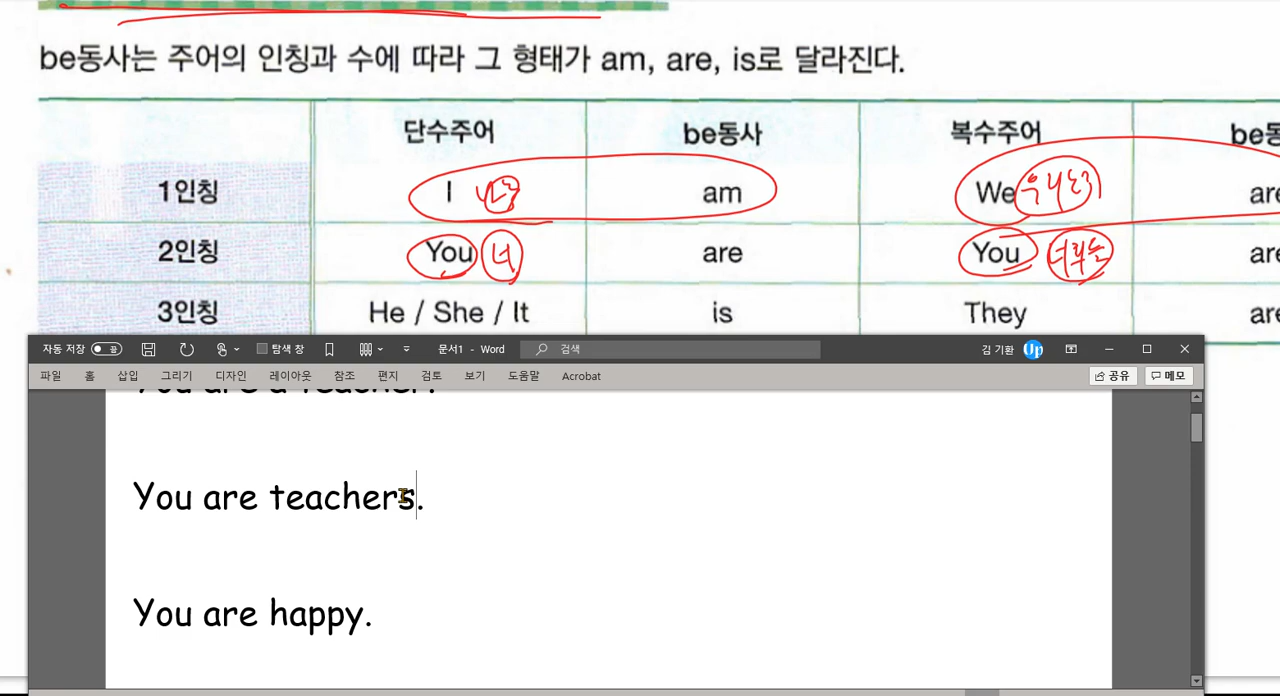 be동사는 주어의 인칭과 수에 따라 그 형태가 am, are, is로 달라진다.
단수주어 be동사 복수주어
1인칭 I 나는 am We 우리는
2인칭 You 너 are You 너희들
3인칭 He / She / It is They
자동 저장 끔 탐색 창 문서1 - Word 검색 김 기환 Up
파일 홈 삽입 그리기 디자인 레이아웃 참조 편지 검토 보기 도움말 Acrobat 공유 메모
You are a teacher.
You are teachers.
You are happy.